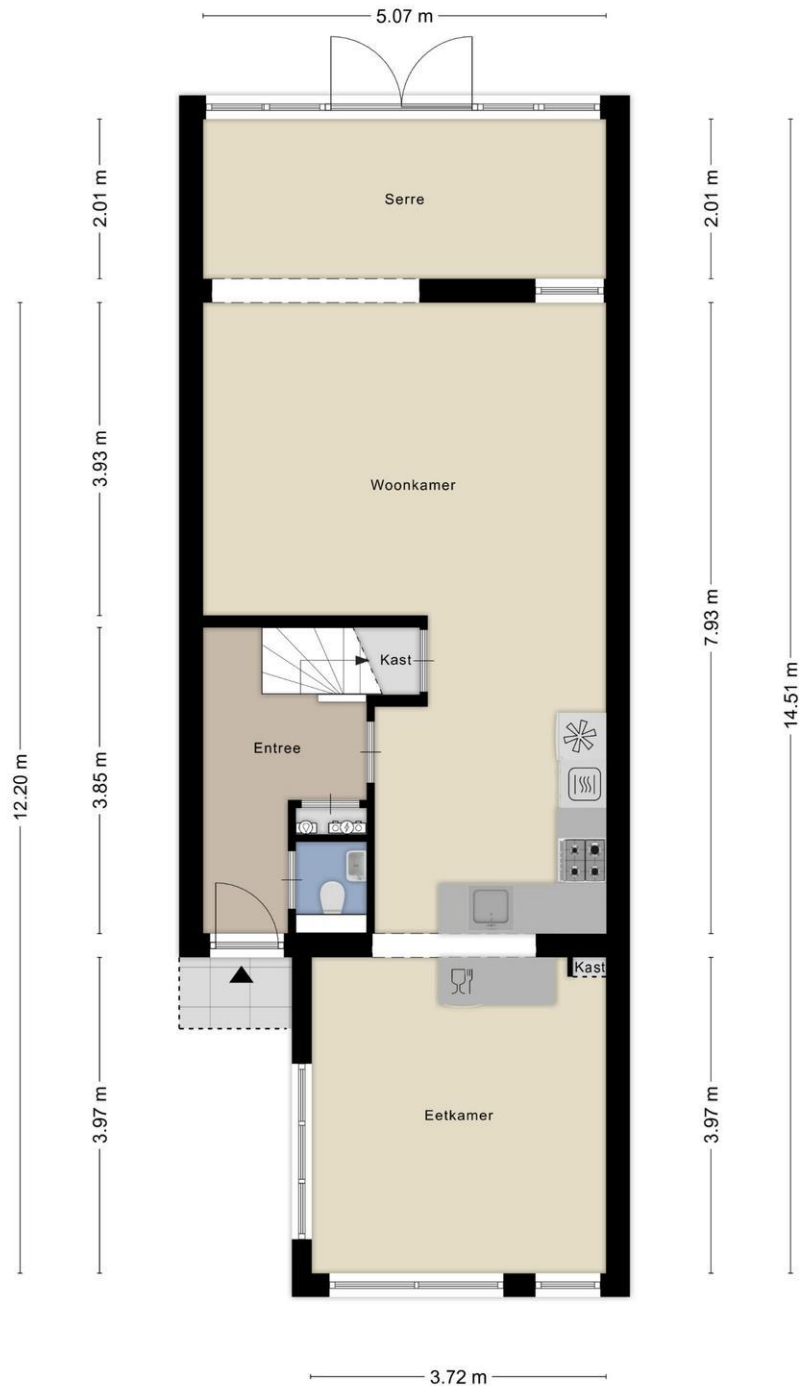 5.07 m
2.01 m
2.01 m
Serre
3.93 m
Woonkamer
7.93 m
14.51 m
Kast
Entree
12.20 m
3.85 m
Kast
3.97 m
3.97 m
Eetkamer
3.72 m